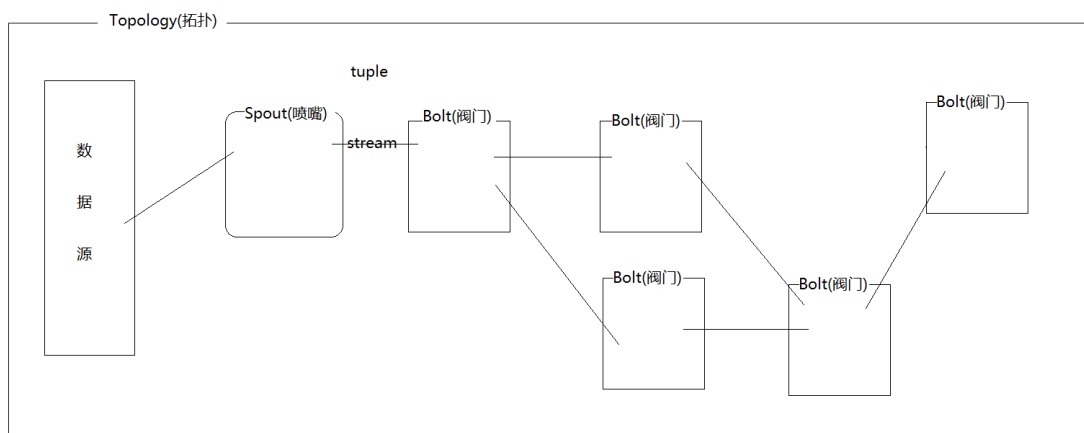 Topology(拓扑)
tuple
数
据
源
Spout(喷嘴)
stream
Bolt(阀门)
Bolt(阀门)
Bolt(阀门)
Bolt(阀门)
Bolt(阀门)